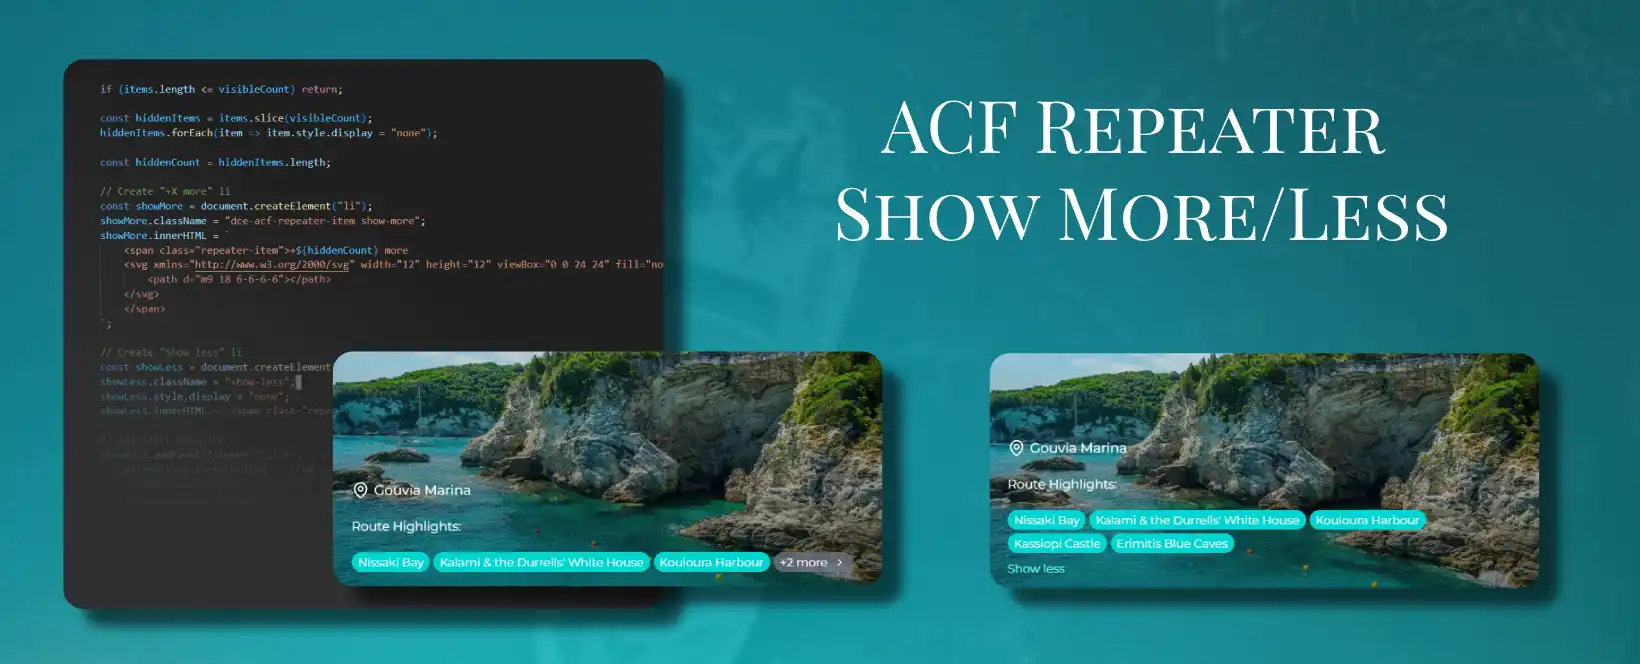 if (items.length <= visibleCount) return;
const hiddenItems = items.slice(visibleCount);
hiddenItems.forEach(item => item.style.display = "none");
const hiddenCount = hiddenItems.length;
// Create "+X more" li
const showMore = document.createElement("li");
showMore.className = "dce-acf-repeater-item show-more";
showMore.innerHTML = `
<span class="repeater-item">+${hiddenCount} more
<svg xmlns="http://www.w3.org/2000/svg" width="12" height="12" viewBox="0 0 24 24" fill="no
<path d="m9 18 6-6-6-6"></path>
</svg>
</span>
`;
// Create "Show less" li
const showLess = document.createElement
showLess.className = "show-less";
showLess.style.display = "none";
showLess.innerHTML = `<span class="repe
ACF Repeater
Show More/Less
Gouvia Marina
Route Highlights:
Nissaki Bay Kalami & the Durrells' White House Kouloura Harbour +2 more >
Gouvia Marina
Route Highlights:
Nissaki Bay Kalami & the Durrells' White House Kouloura Harbour
Kassiopi Castle Erimitis Blue Caves
Show less